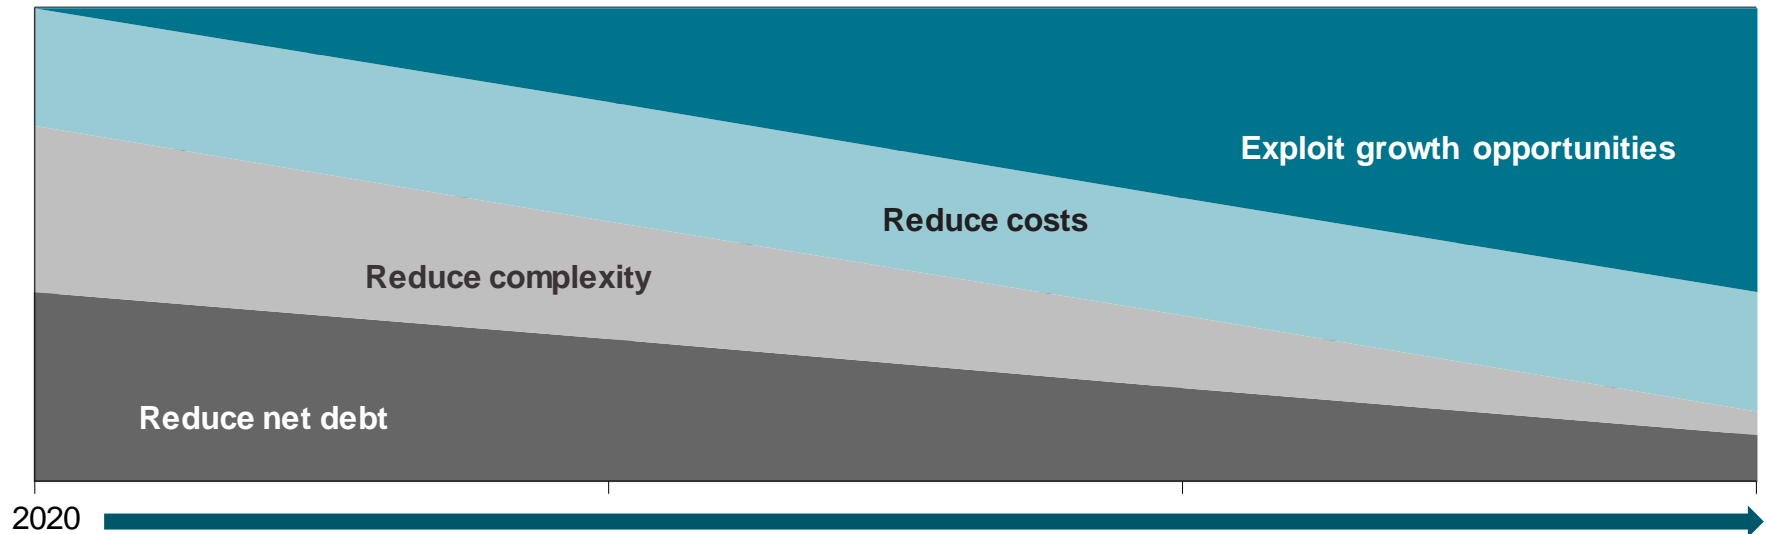 Exploit growth opportunities
Reduce costs
Reduce complexity
Reduce net debt
2020